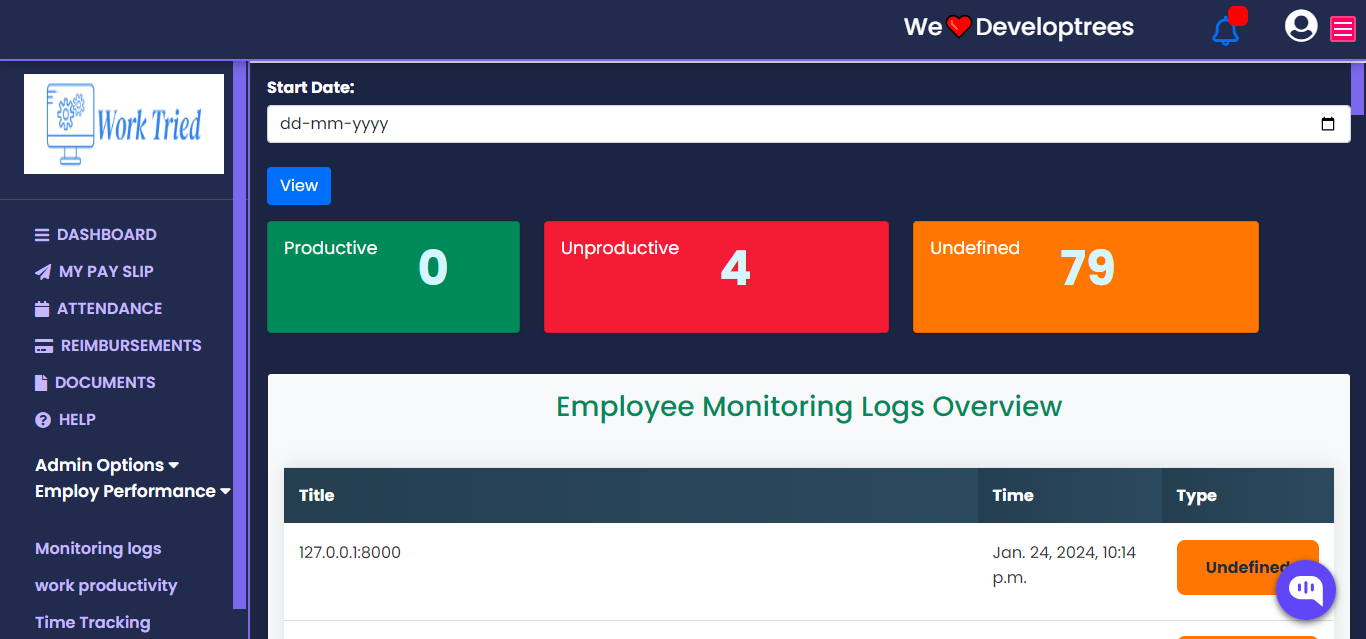 We Developtrees
Work Tried
DASHBOARD
MY PAY SLIP
ATTENDANCE
REIMBURSEMENTS
DOCUMENTS
HELP
Admin Options
Employ Performance
Monitoring logs
work productivity
Time Tracking
Start Date:
dd-mm-yyyy
View
Productive
0
Unproductive
4
Undefined
79
Employee Monitoring Logs Overview
Title Time Type
127.0.0.1:8000 Jan. 24, 2024, 10:14 Undefined
p.m.